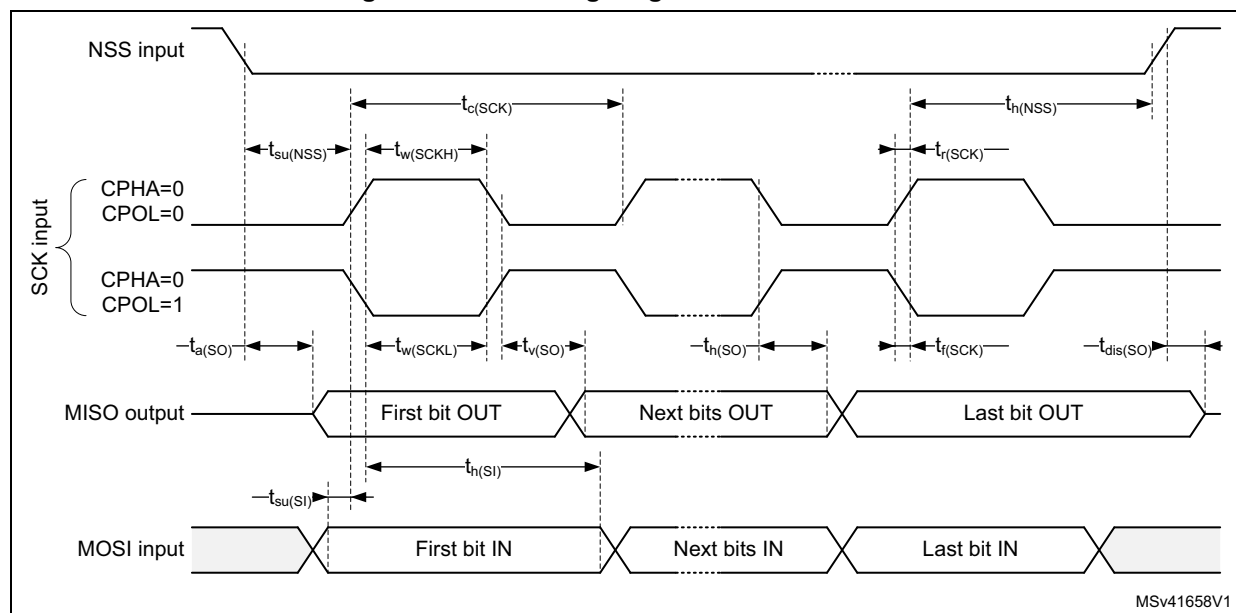 NSS input
tc(SCK)
th(NSS)
tsu(NSS)
tw(SCKH)
tr(SCK)
SCK input
CPHA=0
CPOL=0
CPHA=0
CPOL=1
ta(SO)
tw(SCKL)
tv(SO)
th(SO)
tf(SCK)
tdis(SO)
MISO output
First bit OUT
Next bits OUT
Last bit OUT
th(SI)
tsu(SI)
MOSI input
First bit IN
Next bits IN
Last bit IN
MSv41658V1